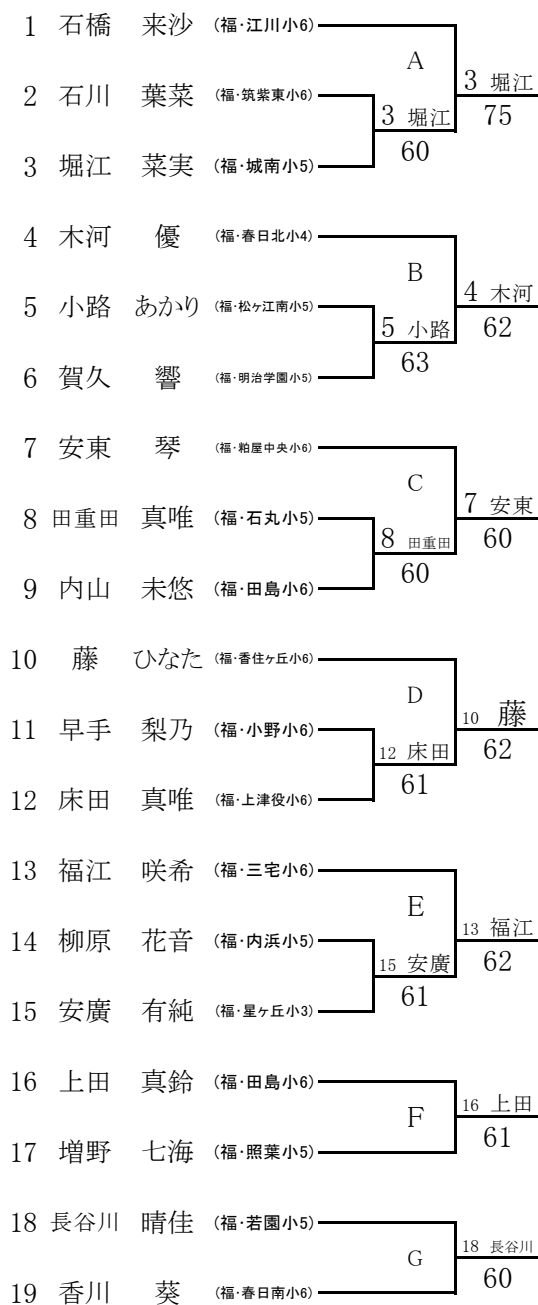 1 石橋 来沙 (福・江川小6)
A
3 堀江
75
2 石川 葉菜 (福・筑紫東小6)
3 堀江
60
3 堀江 菜実 (福・城南小5)
4 木河 優 (福・春日北小4)
B
4 木河
62
5 小路 あかり (福・松ヶ江南小5)
5 小路
63
6 賀久 響 (福・明治学園小5)
7 安東 琴 (福・粕屋中央小6)
C
7 安東
60
8 田重田 真唯 (福・石丸小5)
8 田重田
60
9 内山 未悠 (福・田島小6)
10 藤 ひなた (福・香住ヶ丘小6)
D
10 藤
62
11 早手 梨乃 (福・小野小6)
12 床田
61
12 床田 真唯 (福・上津役小6)
13 福江 咲希 (福・三宅小6)
E
13 福江
62
14 柳原 花音 (福・内浜小5)
15 安廣
61
15 安廣 有純 (福・星ヶ丘小3)
16 上田 真鈴 (福・田島小6)
F
16 上田
61
17 増野 七海 (福・照葉小5)
18 長谷川 晴佳 (福・若園小5)
G
18 長谷川
60
19 香川 葵 (福・春日南小6)